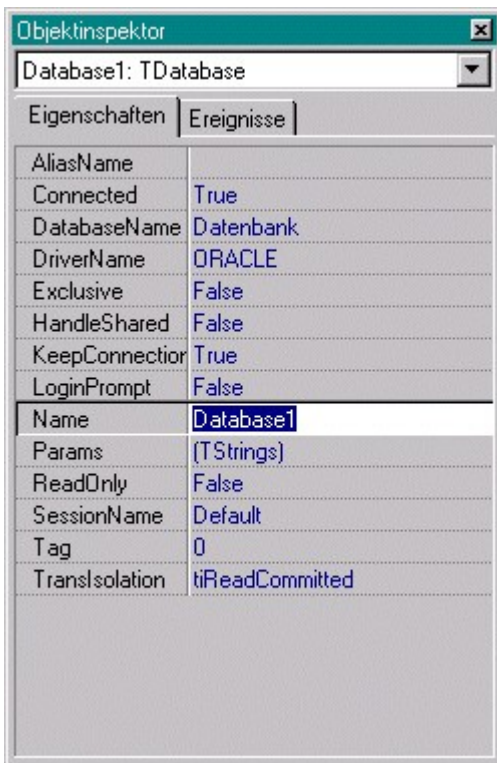 Objektinspektor
Database1: TDatabase
Eigenschaften Ereignisse
AliasName
Connected True
DatabaseName Datenbank
DriverName ORACLE
Exclusive False
HandleShared False
KeepConnection True
LoginPrompt False
Name Database1
Params (TStrings)
ReadOnly False
SessionName Default
Tag 0
TransIsolation tiReadCommitted